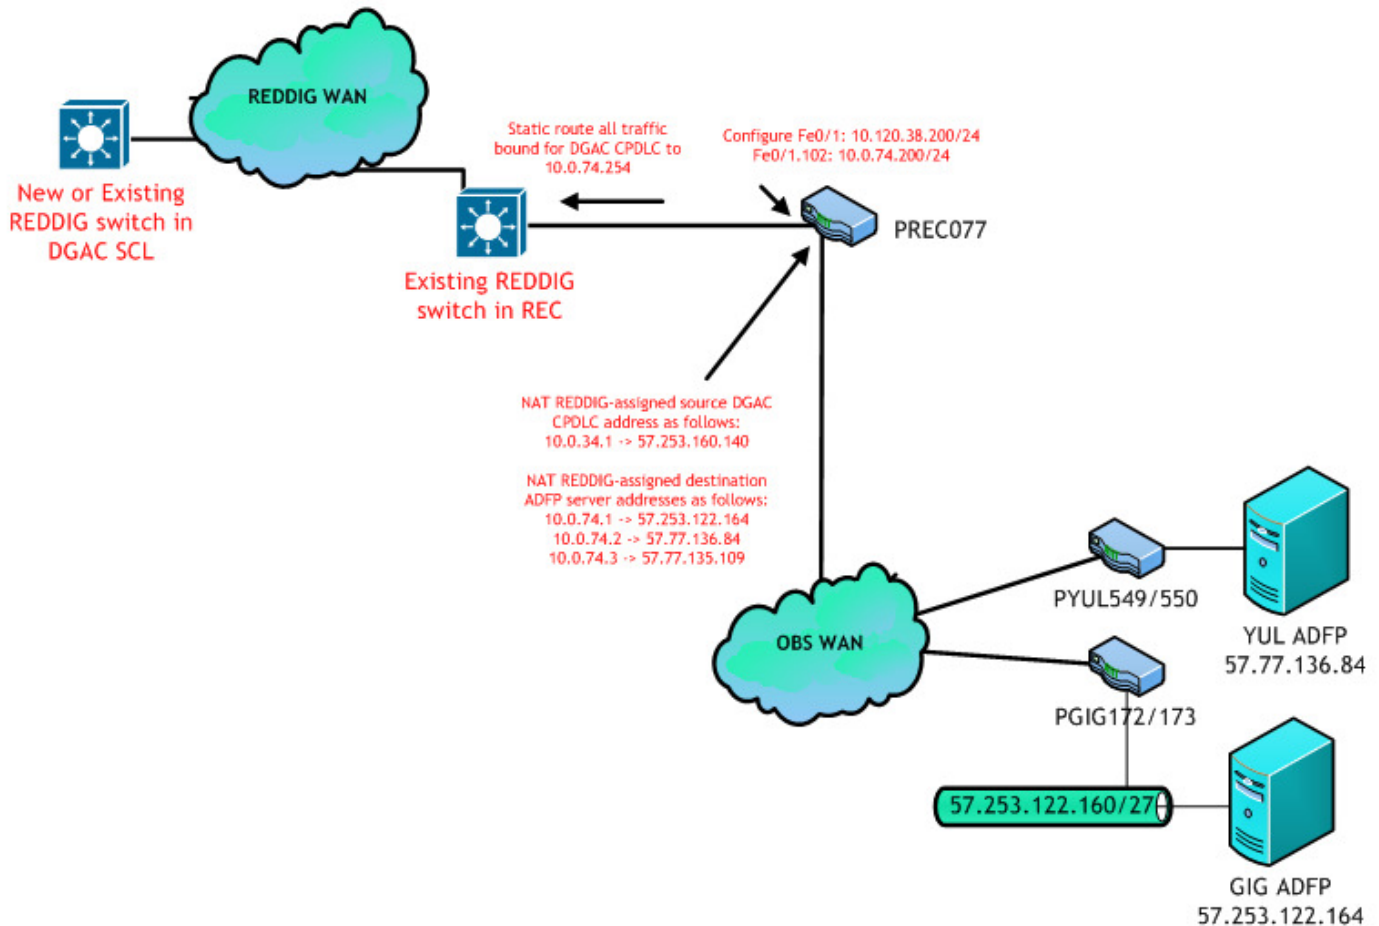 REDDIG WAN
New or Existing
REDDIG switch in
DGAC SCL
Static route all traffic
bound for DGAC CPDLC to
10.0.74.254
Configure Fe0/1: 10.120.38.200/24
Fe0/1.102: 10.0.74.200/24
PREC077
Existing REDDIG
switch in REC
NAT REDDIG-assigned source DGAC
CPDLC address as follows:
10.0.34.1 -> 57.253.160.140
NAT REDDIG-assigned destination
ADFP server addresses as follows:
10.0.74.1 -> 57.253.122.164
10.0.74.2 -> 57.77.136.84
10.0.74.3 -> 57.77.135.109
OBS WAN
PYUL549/550
YUL ADFP
57.77.136.84
PGIG172/173
57.253.122.160/27
GIG ADFP
57.253.122.164